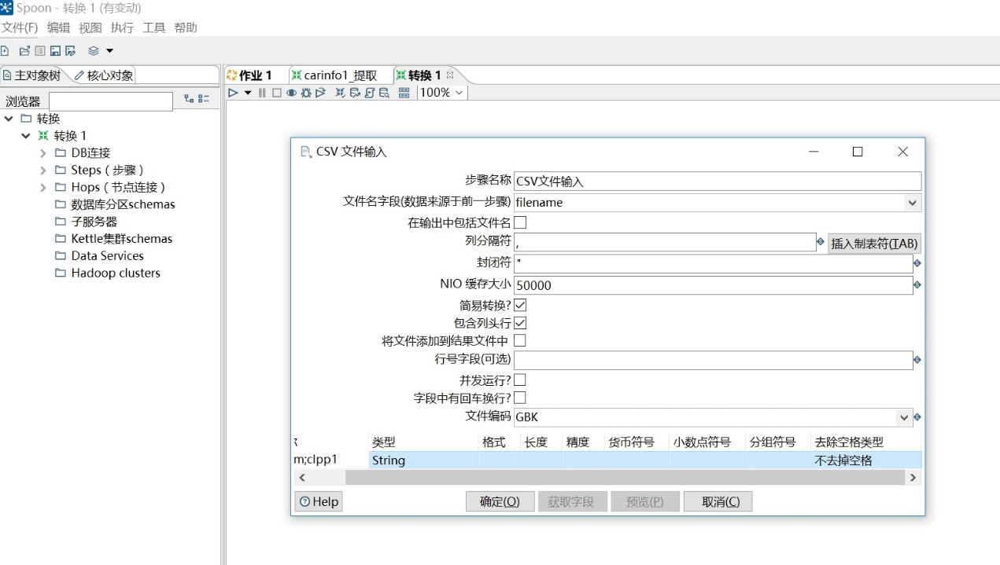 Spoon - 转换 1 (有变动)
文件(F) 编辑 视图 执行 工具 帮助
主对象树 核心对象
作业 1 carinfo1_提取 转换 1
浏览器
100%
转换
转换 1
DB连接
Steps ( 步骤 )
Hops ( 节点连接 )
数据库分区schemas
子服务器
Kettle集群schemas
Data Services
Hadoop clusters
CSV 文件输入
步骤名称 CSV文件输入
文件名字段(数据来源于前一步骤) filename
在输出中包括文件名
列分隔符 , 插入制表符(TAB)
封闭符 "
NIO 缓存大小 50000
简易转换?
包含列头行
将文件添加到结果文件中
行号字段(可选)
并发运行?
字段中有回车换行?
文件编码 GBK
类型 格式 长度 精度 货币符号 小数点符号 分组符号 去除空格类型
m;clpp1 String 不去掉空格
Help 确定(O) 获取字段 预览(P) 取消(C)